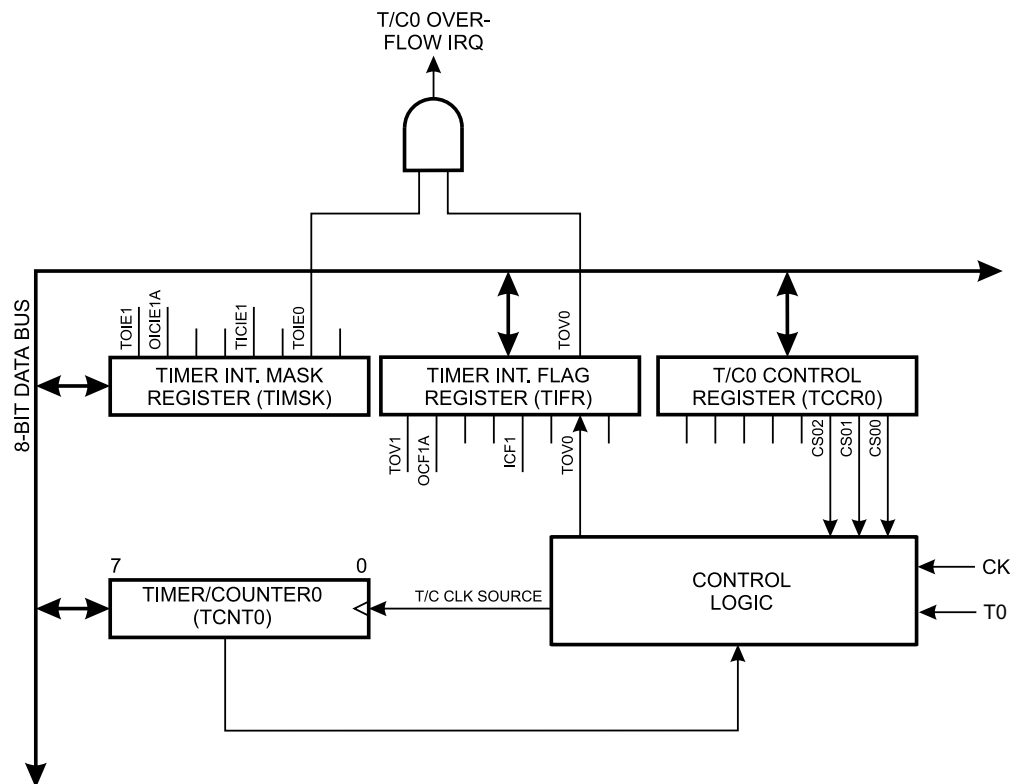 T/C0 OVER-
FLOW IRQ
8-BIT DATA BUS
TOIE1
OICIE1A
TICIE1
TOIE0
TOV0
TIMER INT. MASK
REGISTER (TIMSK)
TIMER INT. FLAG
REGISTER (TIFR)
T/C0 CONTROL
REGISTER (TCCR0)
TOV1
OCF1A
ICF1
TOV0
CS02
CS01
CS00
7
0
TIMER/COUNTER0
(TCNT0)
T/C CLK SOURCE
CONTROL
LOGIC
CK
T0